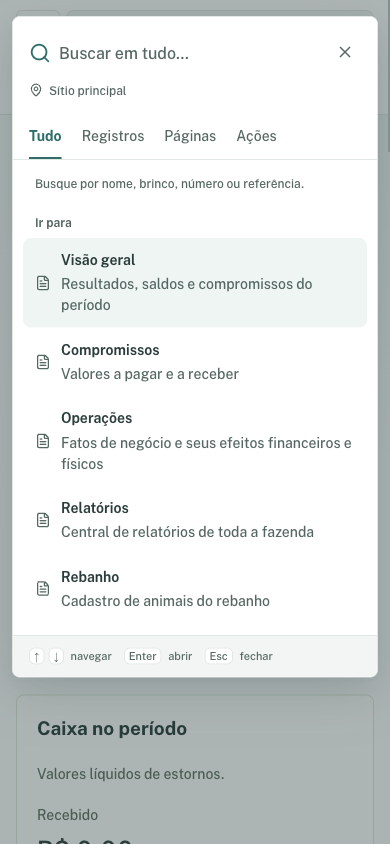 Buscar em tudo...
Sítio principal
Tudo Registros Páginas Ações
Busque por nome, brinco, número ou referência.
Ir para
Visão geral
Resultados, saldos e compromissos do
período
Compromissos
Valores a pagar e a receber
Operações
Fatos de negócio e seus efeitos financeiros e
físicos
Relatórios
Central de relatórios de toda a fazenda
Rebanho
Cadastro de animais do rebanho
↑ ↓ navegar Enter abrir Esc fechar
Caixa no período
Valores líquidos de estornos.
Recebido